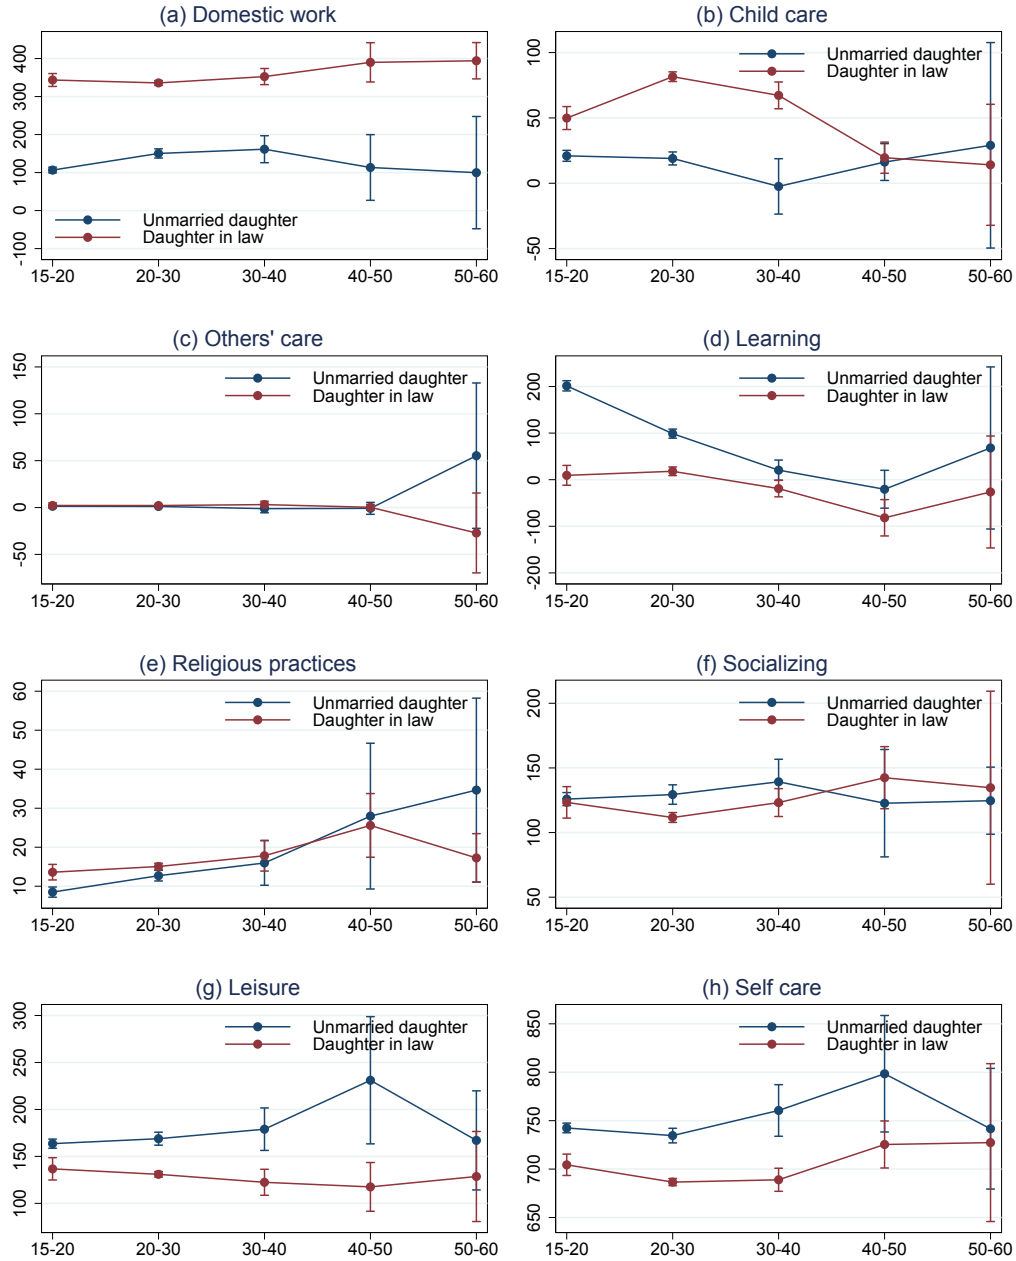 (a) Domestic work
400
300
200
100
0
-100
Unmarried daughter
Daughter in law
15-20 20-30 30-40 40-50 50-60
(b) Child care
100
50
0
-50
Unmarried daughter
Daughter in law
15-20 20-30 30-40 40-50 50-60
(c) Others' care
150
100
50
0
-50
Unmarried daughter
Daughter in law
15-20 20-30 30-40 40-50 50-60
(d) Learning
200
100
0
-100
-200
Unmarried daughter
Daughter in law
15-20 20-30 30-40 40-50 50-60
(e) Religious practices
60
50
40
30
20
10
Unmarried daughter
Daughter in law
15-20 20-30 30-40 40-50 50-60
(f) Socializing
200
150
100
50
Unmarried daughter
Daughter in law
15-20 20-30 30-40 40-50 50-60
(g) Leisure
300
250
200
150
100
Unmarried daughter
Daughter in law
15-20 20-30 30-40 40-50 50-60
(h) Self care
850
800
750
700
650
Unmarried daughter
Daughter in law
15-20 20-30 30-40 40-50 50-60